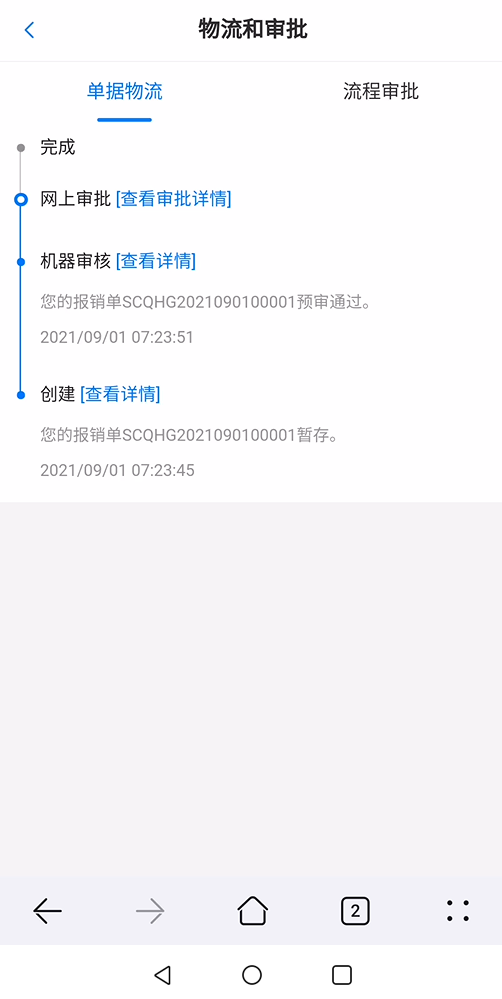 物流和审批
单据物流
流程审批
完成
网上审批 [查看审批详情]
机器审核 [查看详情]
您的报销单SCQHG2021090100001预审通过。
2021/09/01 07:23:51
创建 [查看详情]
您的报销单SCQHG2021090100001暂存。
2021/09/01 07:23:45
2